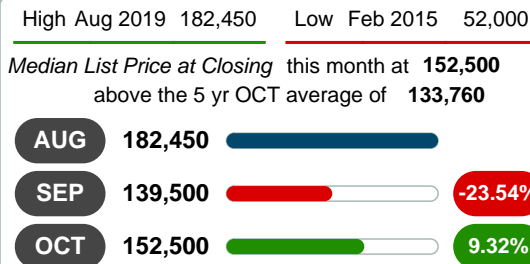 High Aug 2019 182,450 Low Feb 2015 52,000
Median List Price at Closing this month at 152,500
above the 5 yr OCT average of 133,760
AUG 182,450
SEP 139,500 -23.54%
OCT 152,500 9.32%